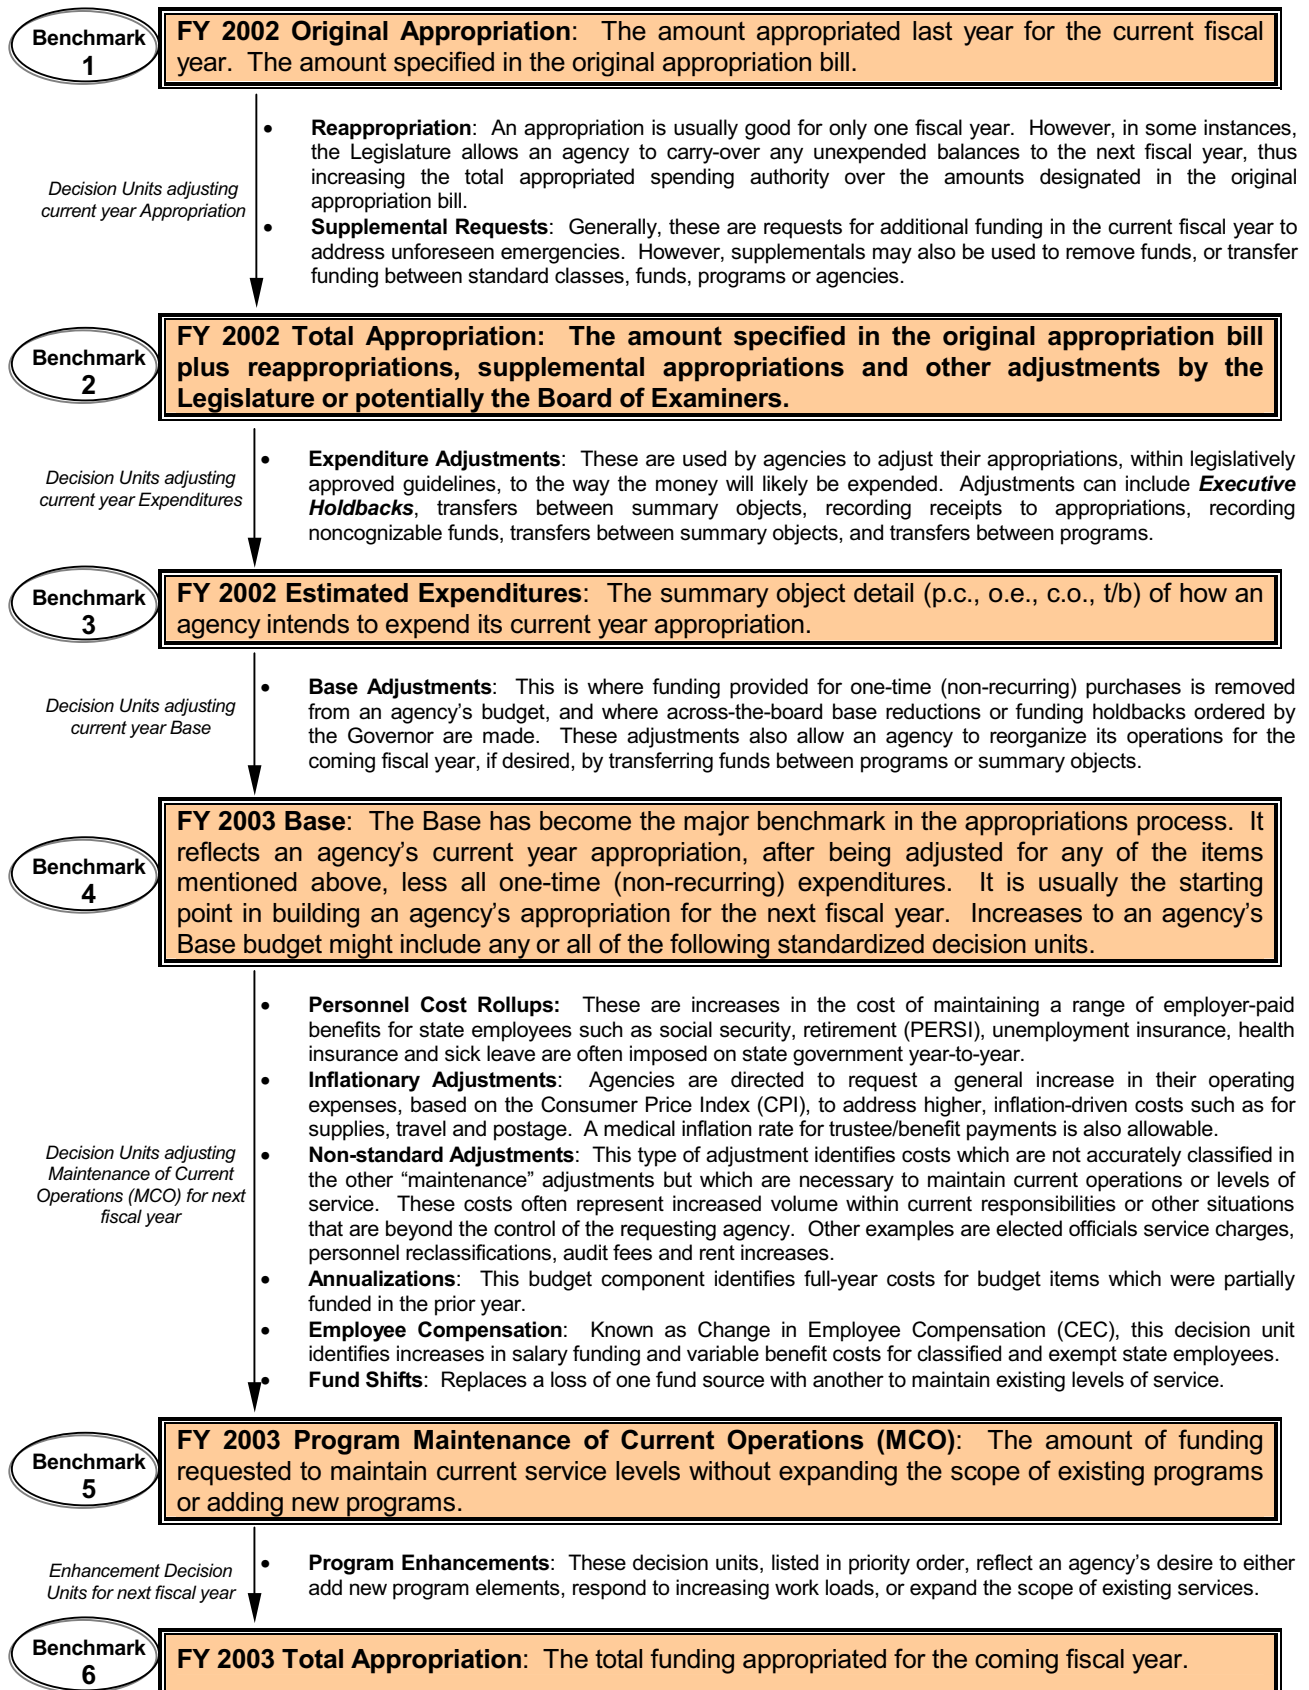 Benchmark
1
FY 2002 Original Appropriation: The amount appropriated last year for the current fiscal
year. The amount specified in the original appropriation bill.
Decision Units adjusting
current year Appropriation
• Reappropriation: An appropriation is usually good for only one fiscal year. However, in some instances,
the Legislature allows an agency to carry-over any unexpended balances to the next fiscal year, thus
increasing the total appropriated spending authority over the amounts designated in the original
appropriation bill.
• Supplemental Requests: Generally, these are requests for additional funding in the current fiscal year to
address unforeseen emergencies. However, supplementals may also be used to remove funds, or transfer
funding between standard classes, funds, programs or agencies.
Benchmark
2
FY 2002 Total Appropriation: The amount specified in the original appropriation bill
plus reappropriations, supplemental appropriations and other adjustments by the
Legislature or potentially the Board of Examiners.
Decision Units adjusting
current year Expenditures
• Expenditure Adjustments: These are used by agencies to adjust their appropriations, within legislatively
approved guidelines, to the way the money will likely be expended. Adjustments can include Executive
Holdbacks, transfers between summary objects, recording receipts to appropriations, recording
noncognizable funds, transfers between summary objects, and transfers between programs.
Benchmark
3
FY 2002 Estimated Expenditures: The summary object detail (p.c., o.e., c.o., t/b) of how an
agency intends to expend its current year appropriation.
Decision Units adjusting
current year Base
• Base Adjustments: This is where funding provided for one-time (non-recurring) purchases is removed
from an agency's budget, and where across-the-board base reductions or funding holdbacks ordered by
the Governor are made. These adjustments also allow an agency to reorganize its operations for the
coming fiscal year, if desired, by transferring funds between programs or summary objects.
Benchmark
4
FY 2003 Base: The Base has become the major benchmark in the appropriations process. It
reflects an agency's current year appropriation, after being adjusted for any of the items
mentioned above, less all one-time (non-recurring) expenditures. It is usually the starting
point in building an agency's appropriation for the next fiscal year. Increases to an agency's
Base budget might include any or all of the following standardized decision units.
Decision Units adjusting
Maintenance of Current
Operations (MCO) for next
fiscal year
• Personnel Cost Rollups: These are increases in the cost of maintaining a range of employer-paid
benefits for state employees such as social security, retirement (PERSI), unemployment insurance, health
insurance and sick leave are often imposed on state government year-to-year.
• Inflationary Adjustments: Agencies are directed to request a general increase in their operating
expenses, based on the Consumer Price Index (CPI), to address higher, inflation-driven costs such as for
supplies, travel and postage. A medical inflation rate for trustee/benefit payments is also allowable.
• Non-standard Adjustments: This type of adjustment identifies costs which are not accurately classified in
the other “maintenance” adjustments but which are necessary to maintain current operations or levels of
service. These costs often represent increased volume within current responsibilities or other situations
that are beyond the control of the requesting agency. Other examples are elected officials service charges,
personnel reclassifications, audit fees and rent increases.
• Annualizations: This budget component identifies full-year costs for budget items which were partially
funded in the prior year.
• Employee Compensation: Known as Change in Employee Compensation (CEC), this decision unit
identifies increases in salary funding and variable benefit costs for classified and exempt state employees.
• Fund Shifts: Replaces a loss of one fund source with another to maintain existing levels of service.
Benchmark
5
FY 2003 Program Maintenance of Current Operations (MCO): The amount of funding
requested to maintain current service levels without expanding the scope of existing programs
or adding new programs.
Enhancement Decision
Units for next fiscal year
• Program Enhancements: These decision units, listed in priority order, reflect an agency's desire to either
add new program elements, respond to increasing work loads, or expand the scope of existing services.
Benchmark
6
FY 2003 Total Appropriation: The total funding appropriated for the coming fiscal year.